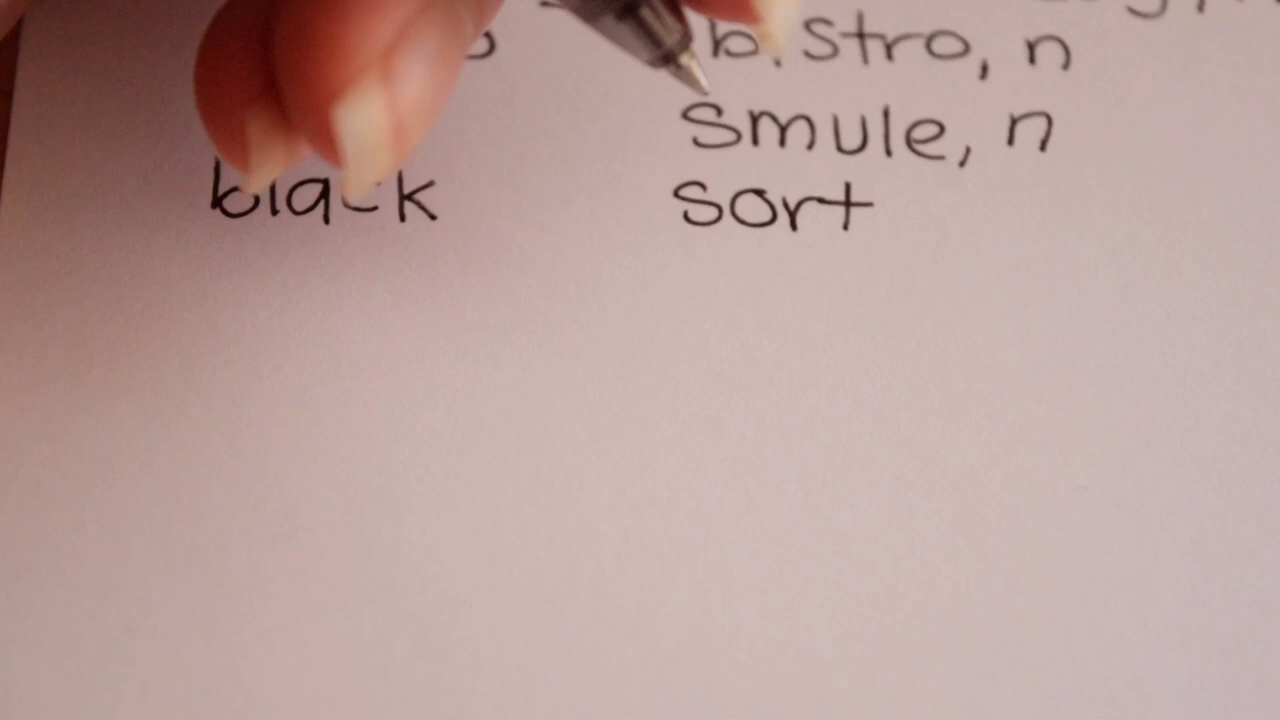 b. stro, n
smule, n
black sort